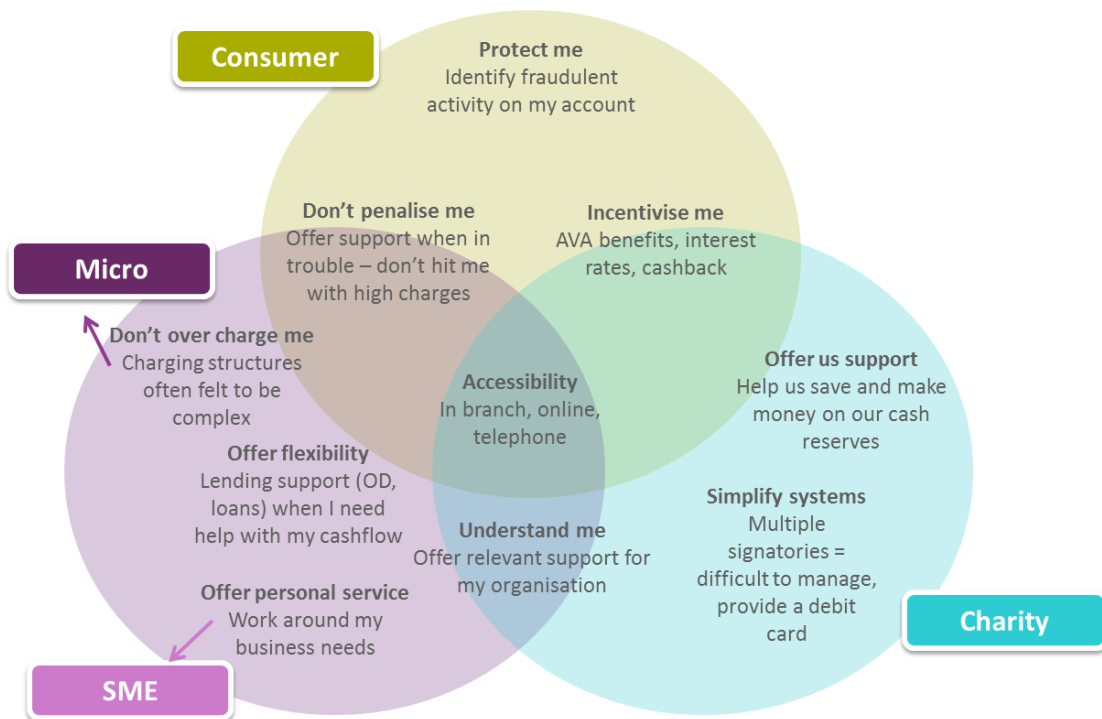 Consumer
Protect me
Identify fraudulent
activity on my account
Don't penalise me
Offer support when in
trouble – don't hit me
with high charges
Incentivise me
AVA benefits, interest
rates, cashback
Micro
Don't over charge me
Charging structures
often felt to be
complex
Accessibility
In branch, online,
telephone
Offer us support
Help us save and make
money on our cash
reserves
Offer flexibility
Lending support (OD,
loans) when I need
help with my cashflow
Understand me
Offer relevant support for
my organisation
Simplify systems
Multiple
signatories =
difficult to manage,
provide a debit
card
Offer personal service
Work around my
business needs
Charity
SME